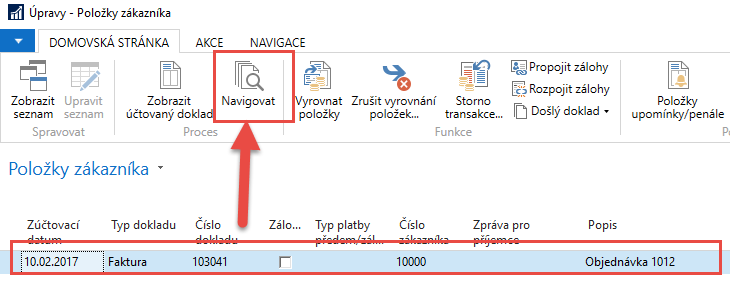 Úpravy - Položky zákazníka
DOMOVSKÁ STRÁNKA AKCE NAVIGACE
Zobrazit seznam
Upravit seznam
Spravovat
Zobrazit účtovaný doklad
Navigovat
Proces
Vyrovnat položky
Zrušit vyrovnání položek...
Storno transakce...
Propojit zálohy
Rozpojit zálohy
Došlý doklad
Funkce
Položky upomínky/penále
Položky zákazníka
Zúčtovací datum
Typ dokladu
Číslo dokladu
Zálo...
Typ platby předem/zál...
Číslo zákazníka
Zpráva pro příjemce
Popis
10.02.2017 Faktura 103041 10000 Objednávka 1012